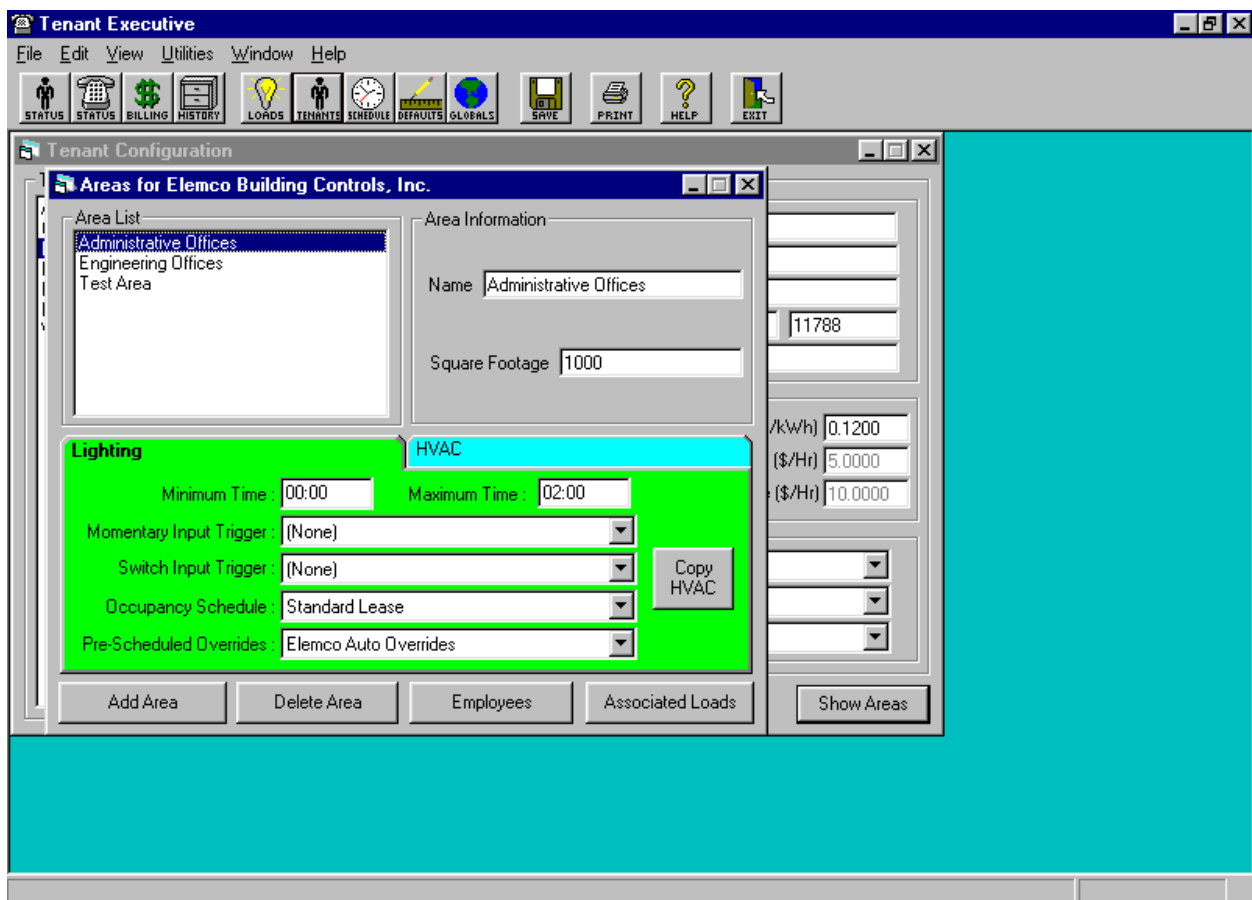 Tenant Executive
File Edit View Utilities Window Help
STATUS STATUS BILLING HISTORY LOADS TENANTS SCHEDULE DEFAULTS GLOBALS SAVE PRINT HELP EXIT
Tenant Configuration
Areas for Elemco Building Controls, Inc.
Area List
Administrative Offices
Engineering Offices
Test Area
Area Information
Name Administrative Offices
Square Footage 1000
11788
/kWh) 0.1200
($/Hr) 5.0000
($/Hr) 10.0000
Lighting
HVAC
Minimum Time : 00:00 Maximum Time : 02:00
Momentary Input Trigger : (None)
Switch Input Trigger : (None)
Occupancy Schedule : Standard Lease
Pre-Scheduled Overrides : Elemco Auto Overrides
Copy
HVAC
Add Area Delete Area Employees Associated Loads Show Areas